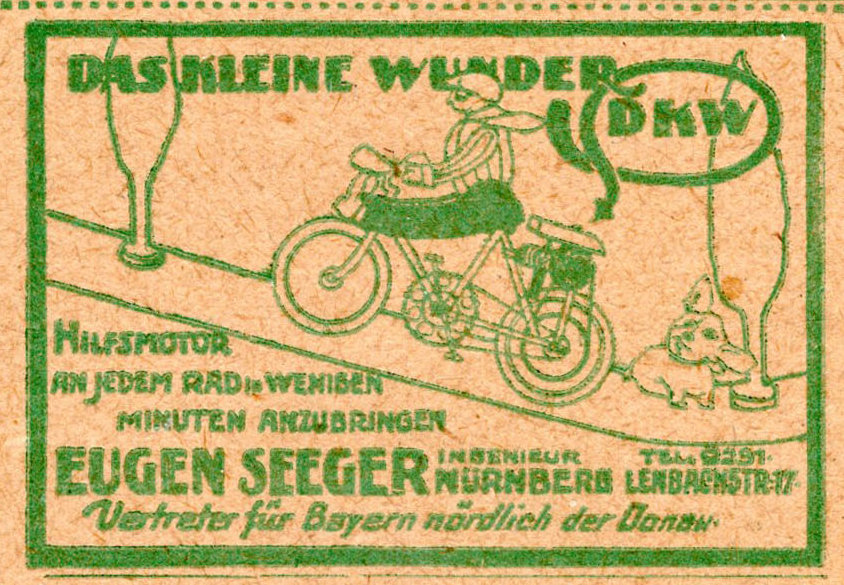 DAS KLEINE WUNDER
DKW
HILFSMOTOR
AN JEDEM RAD IN WENIGEN
MINUTEN ANZUBRINGEN
EUGEN SEEGER INGENIEUR NÜRNBERG TEL. 9291. LENBACHSTR. 17.
Vertreter für Bayern nördlich der Donau.